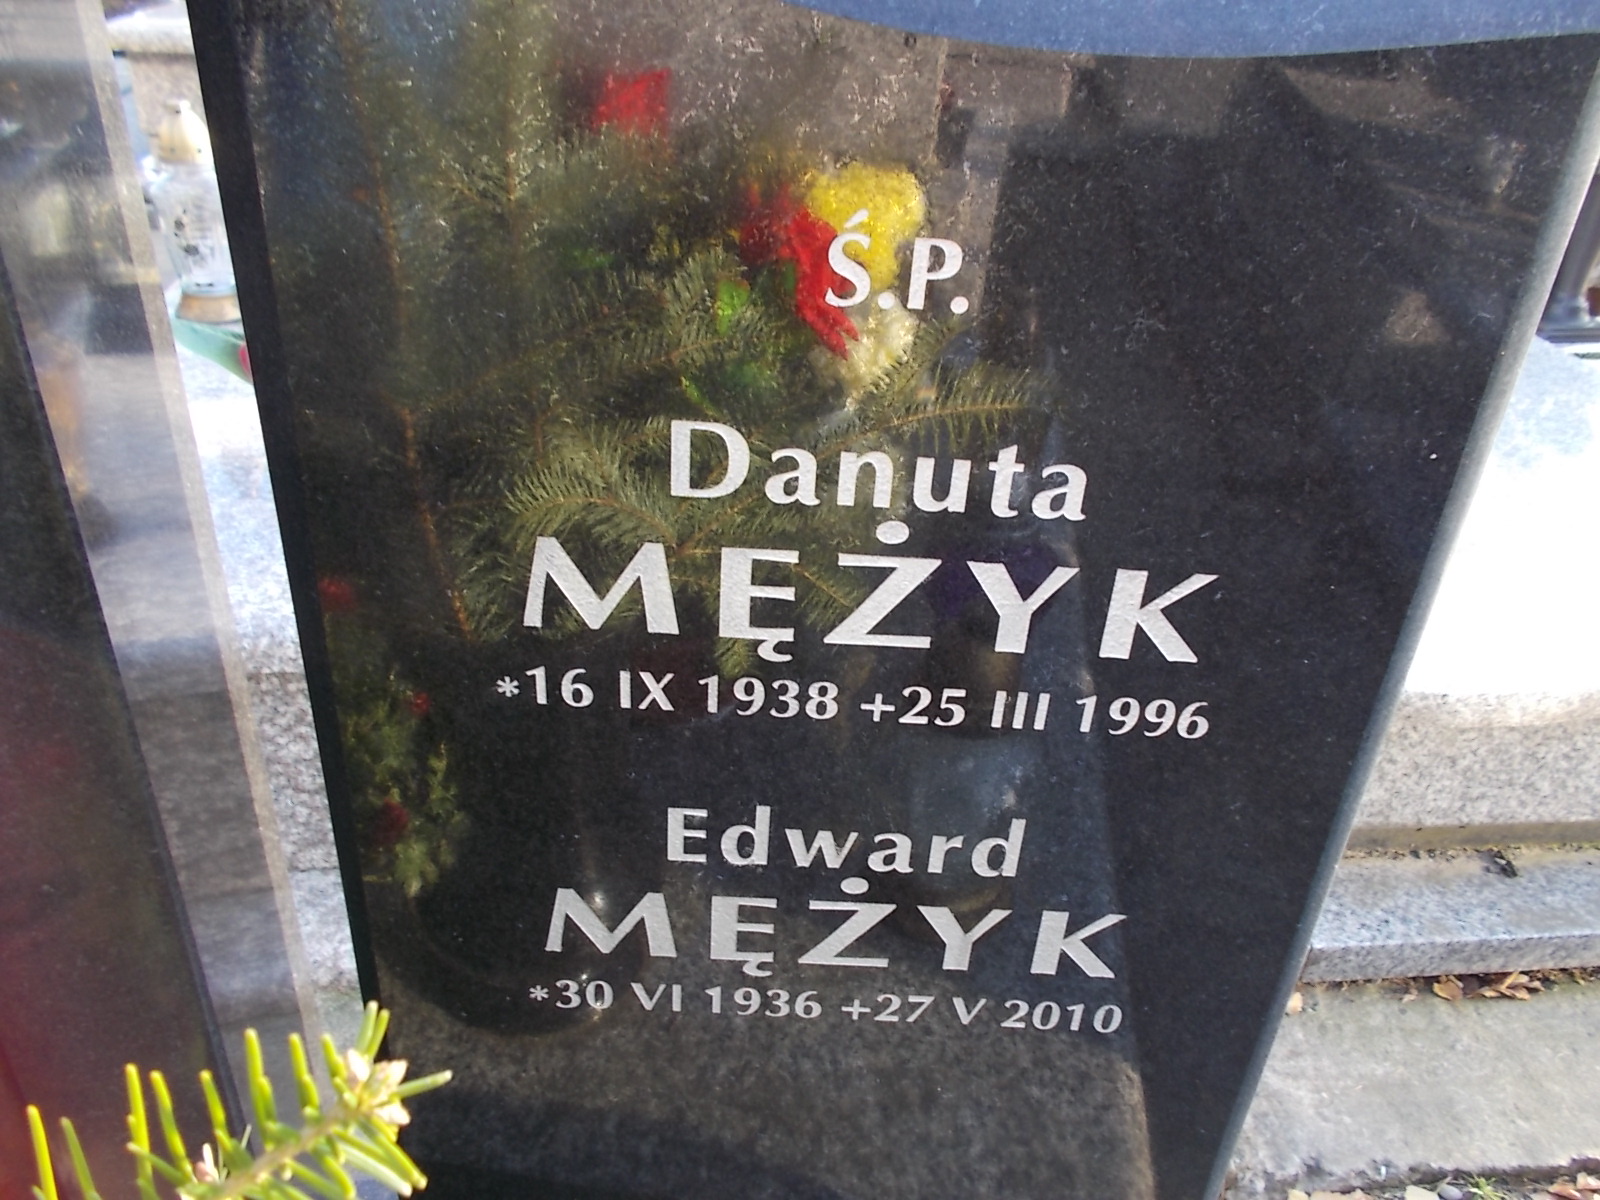 Ś.P.
Danuta
MĘŻYK
*16 IX 1938 +25 III 1996
Edward
MĘŻYK
*30 VI 1936 +27 V 2010